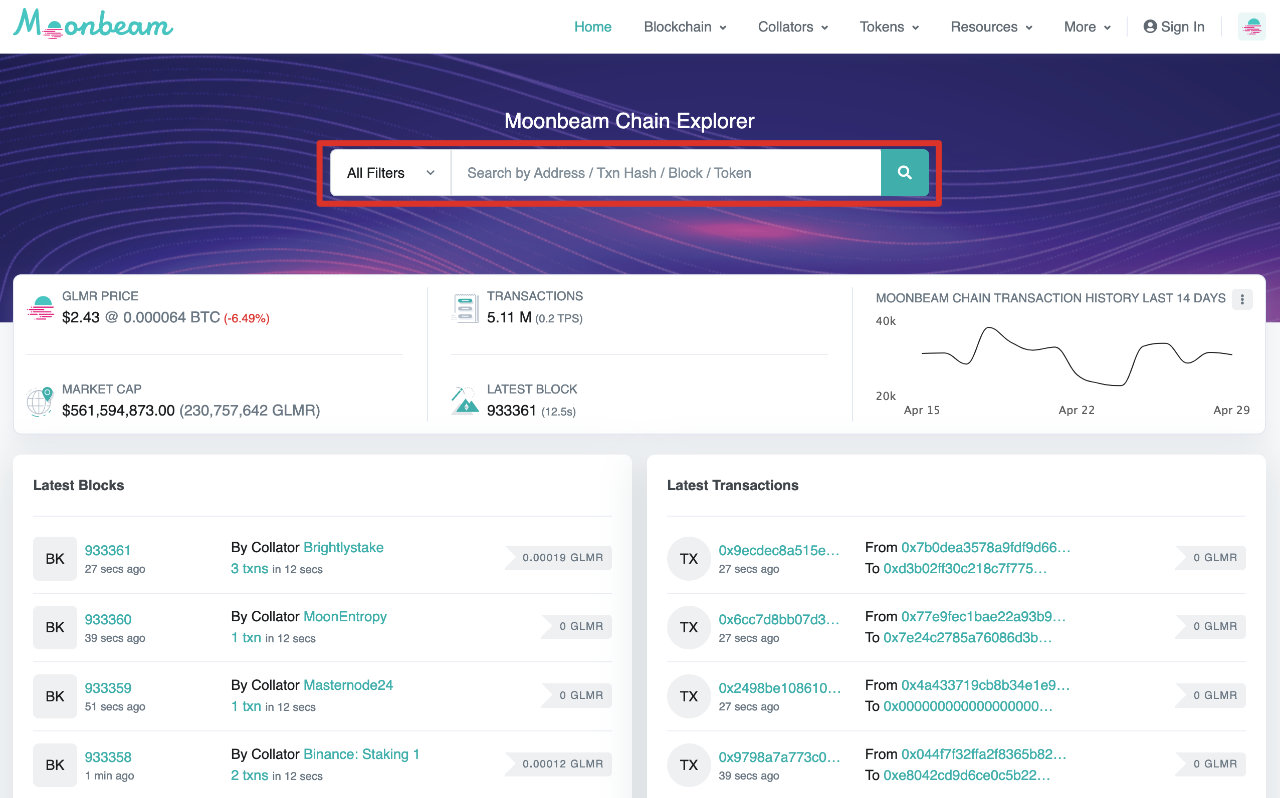 Moonbeam
Home Blockchain Collators Tokens Resources More Sign In
Moonbeam Chain Explorer
All Filters Search by Address / Txn Hash / Block / Token
GLMR PRICE
$2.43 @ 0.000064 BTC (-6.49%)
MARKET CAP
$561,594,873.00 (230,757,642 GLMR)
TRANSACTIONS
5.11 M (0.2 TPS)
LATEST BLOCK
933361 (12.5s)
MOONBEAM CHAIN TRANSACTION HISTORY LAST 14 DAYS
40k
20k
Apr 15 Apr 22 Apr 29
Latest Blocks
BK 933361 By Collator Brightlystake 0.00019 GLMR
27 secs ago 3 txns in 12 secs
BK 933360 By Collator MoonEntropy 0 GLMR
39 secs ago 1 txn in 12 secs
BK 933359 By Collator Masternode24 0 GLMR
51 secs ago 1 txn in 12 secs
BK 933358 By Collator Binance: Staking 1 0.00012 GLMR
1 min ago 2 txns in 12 secs
Latest Transactions
TX 0x9ecdec8a515e... From 0x7b0dea3578a9fdf9d66... 0 GLMR
27 secs ago To 0xd3b02ff30c218c7f775...
TX 0x6cc7d8bb07d3... From 0x77e9fec1bae22a93b9... 0 GLMR
27 secs ago To 0x7e24c2785a76086d3b...
TX 0x2498be108610... From 0x4a433719cb8b34e1e9... 0 GLMR
27 secs ago To 0x000000000000000000...
TX 0x9798a7a773c0... From 0x044f7f32ffa2f8365b82... 0 GLMR
39 secs ago To 0xe8042cd9d6ce0c5b22...